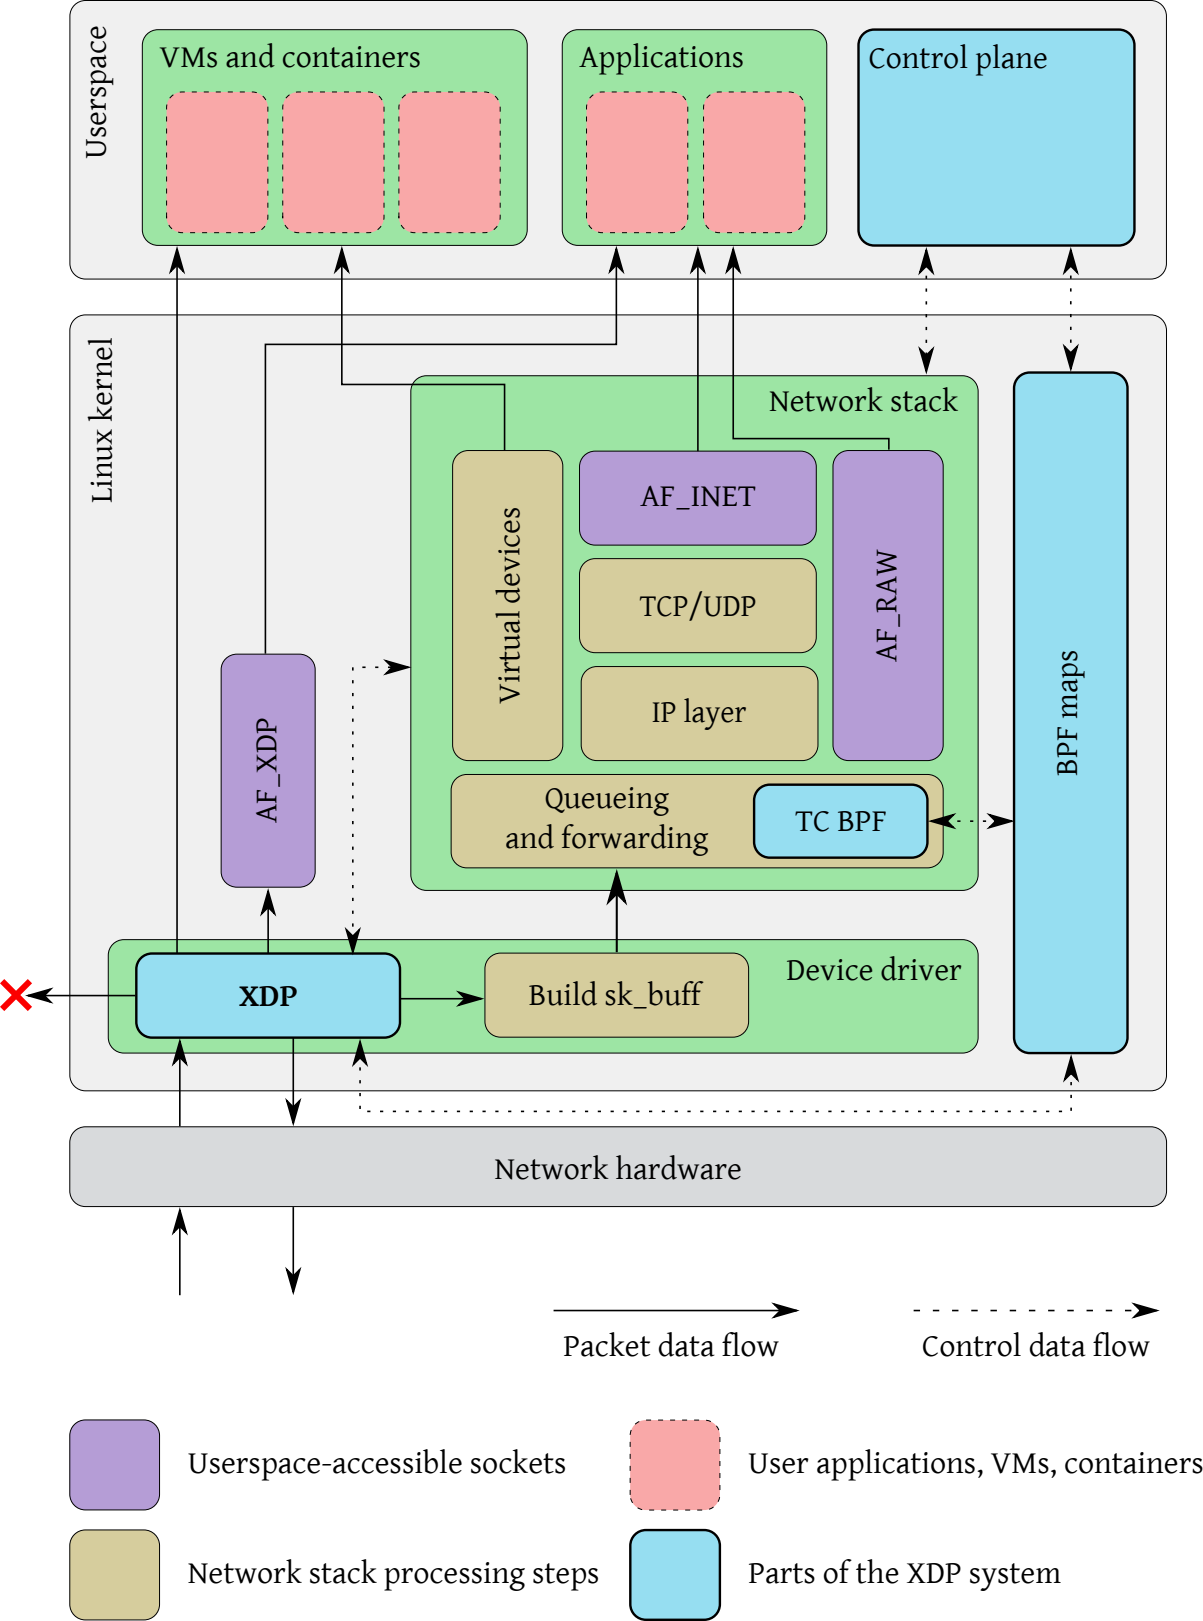 Userspace
VMs and containers
Applications
Control plane
Linux kernel
Network stack
Virtual devices
AF_INET
TCP/UDP
IP layer
AF_RAW
AF_XDP
BPF maps
Queueing
and forwarding
TC BPF
XDP
Build sk_buff
Device driver
Network hardware
Packet data flow
Control data flow
Userspace-accessible sockets
User applications, VMs, containers
Network stack processing steps
Parts of the XDP system